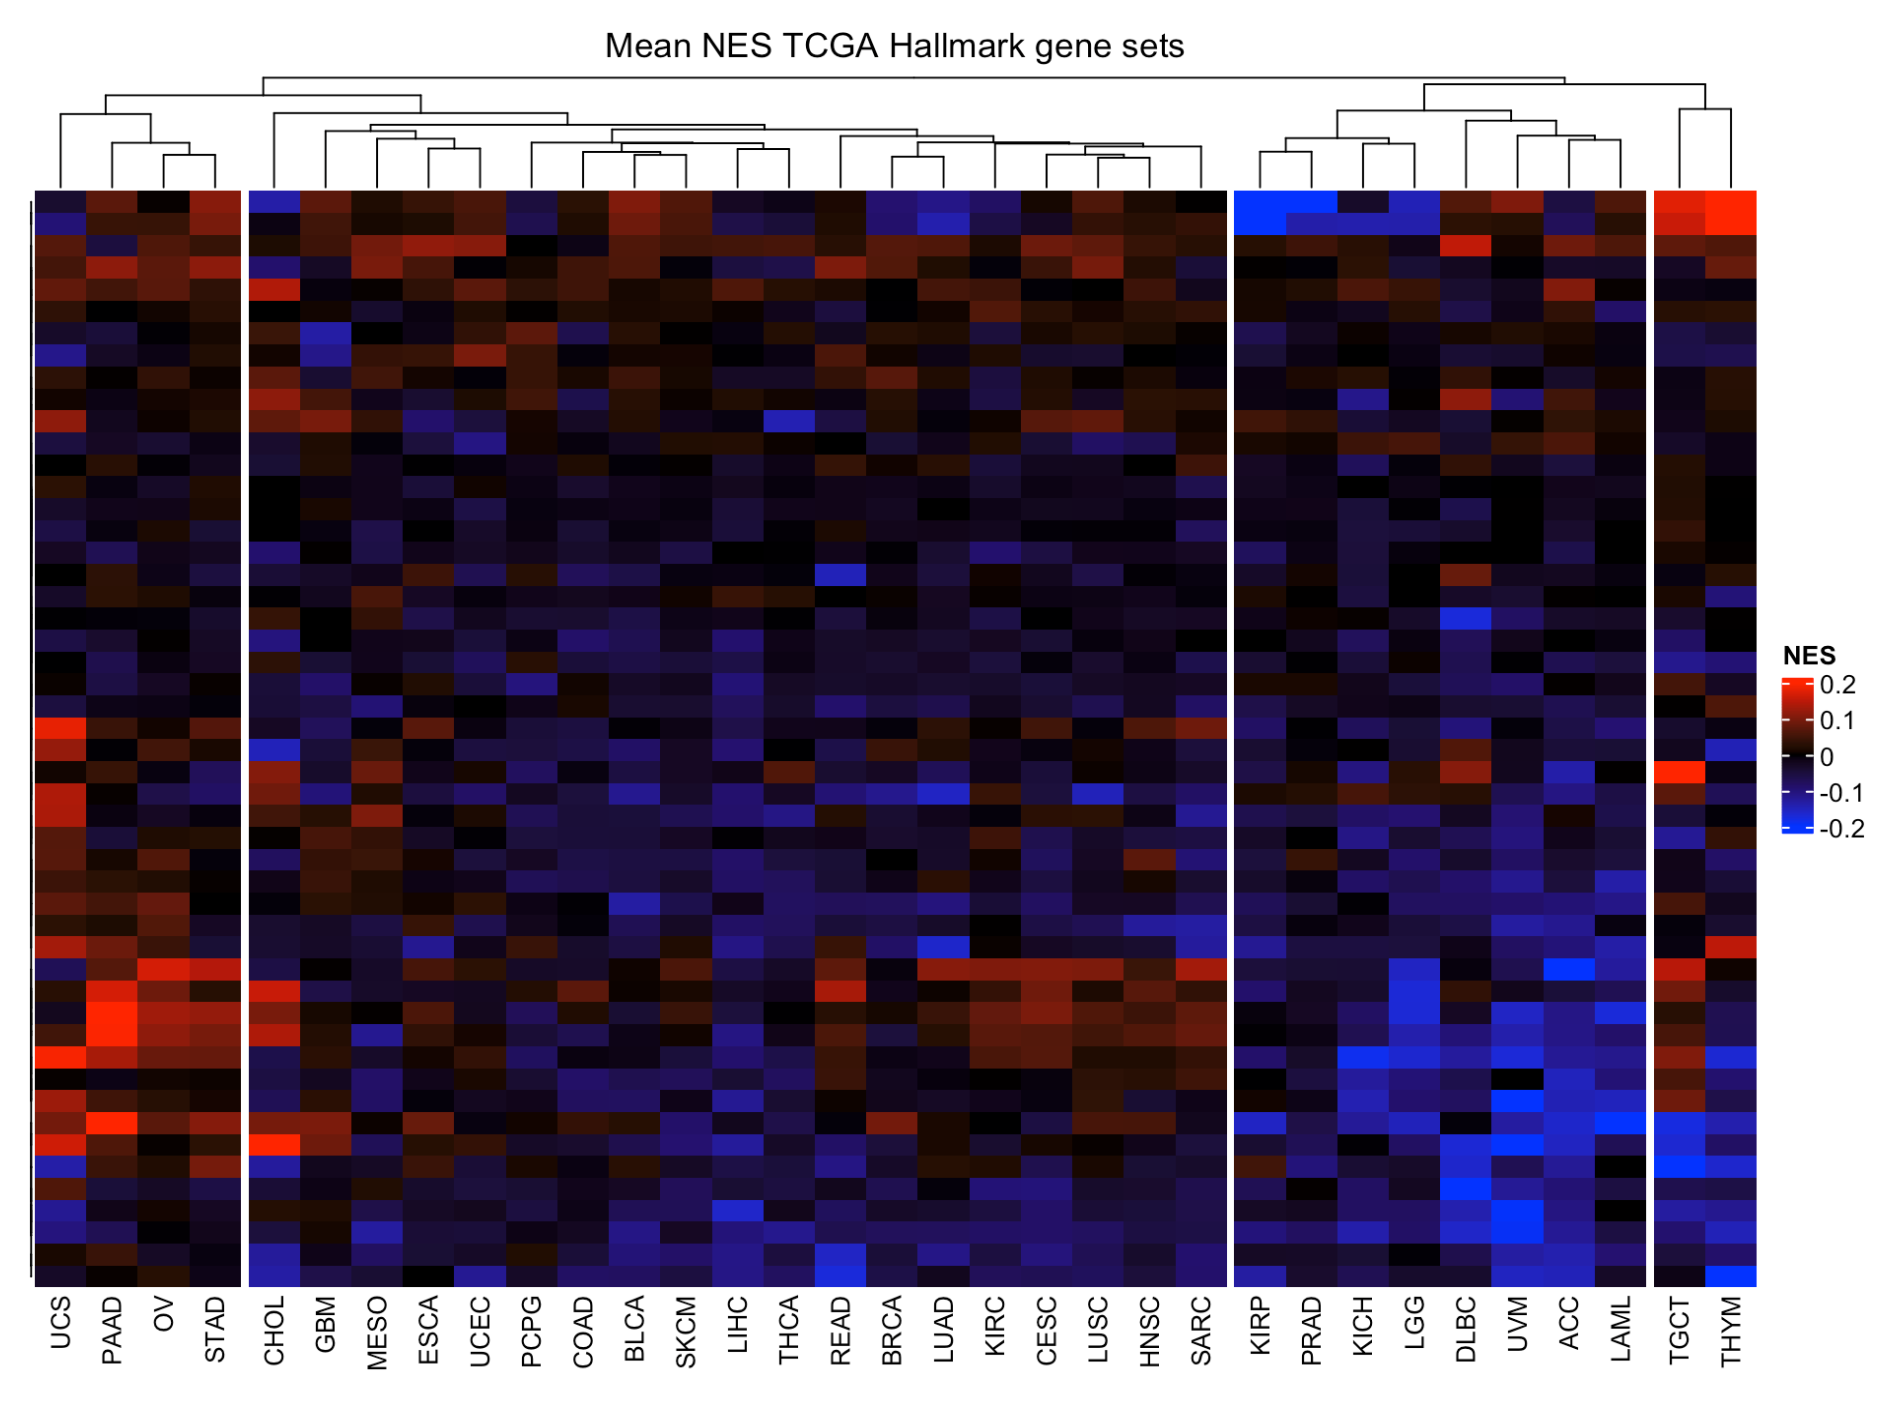 Mean NES TCGA Hallmark gene sets
NES
0.2
0.1
0
-0.1
-0.2
UCS
PAAD
OV
STAD
CHOL
GBM
MESO
ESCA
UCEC
PCPG
COAD
BLCA
SKCM
LIHC
THCA
READ
BRCA
LUAD
KIRC
CESC
LUSC
HNSC
SARC
KIRP
PRAD
KICH
LGG
DLBC
UVM
ACC
LAML
TGCT
THYM